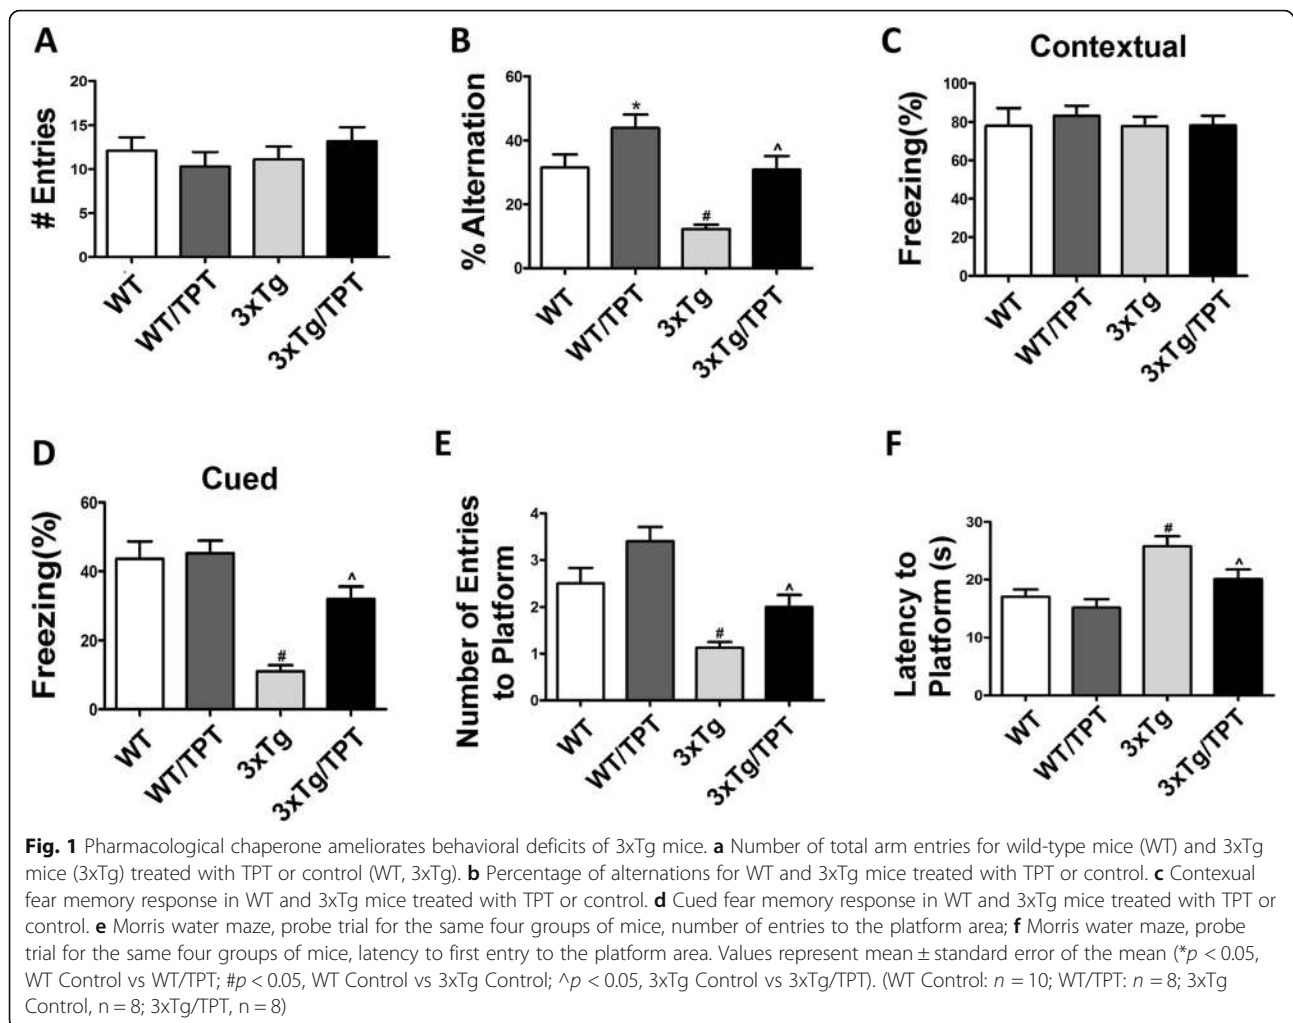 A
B
C
Contextual
# Entries
20
15
10
5
0
WT
WT/TPT
3xTg
3xTg/TPT
% Alternation
60
40
20
0
*
#
^
WT
WT/TPT
3xTg
3xTg/TPT
Freezing(%)
100
80
60
40
20
0
WT
WT/TPT
3xTg
3xTg/TPT
D
Cued
E
F
Freezing(%)
60
40
20
0
#
^
WT
WT/TPT
3xTg
3xTg/TPT
Number of Entries
to Platform
4
3
2
1
0
#
^
WT
WT/TPT
3xTg
3xTg/TPT
Latency to
Platform (s)
30
20
10
0
#
^
WT
WT/TPT
3xTg
3xTg/TPT
Fig. 1 Pharmacological chaperone ameliorates behavioral deficits of 3xTg mice. a Number of total arm entries for wild-type mice (WT) and 3xTg
mice (3xTg) treated with TPT or control (WT, 3xTg). b Percentage of alternations for WT and 3xTg mice treated with TPT or control. c Contexual
fear memory response in WT and 3xTg mice treated with TPT or control. d Cued fear memory response in WT and 3xTg mice treated with TPT or
control. e Morris water maze, probe trial for the same four groups of mice, number of entries to the platform area; f Morris water maze, probe
trial for the same four groups of mice, latency to first entry to the platform area. Values represent mean ± standard error of the mean (*p < 0.05,
WT Control vs WT/TPT; #p < 0.05, WT Control vs 3xTg Control; ^p < 0.05, 3xTg Control vs 3xTg/TPT). (WT Control: n = 10; WT/TPT: n = 8; 3xTg
Control, n = 8; 3xTg/TPT, n = 8)